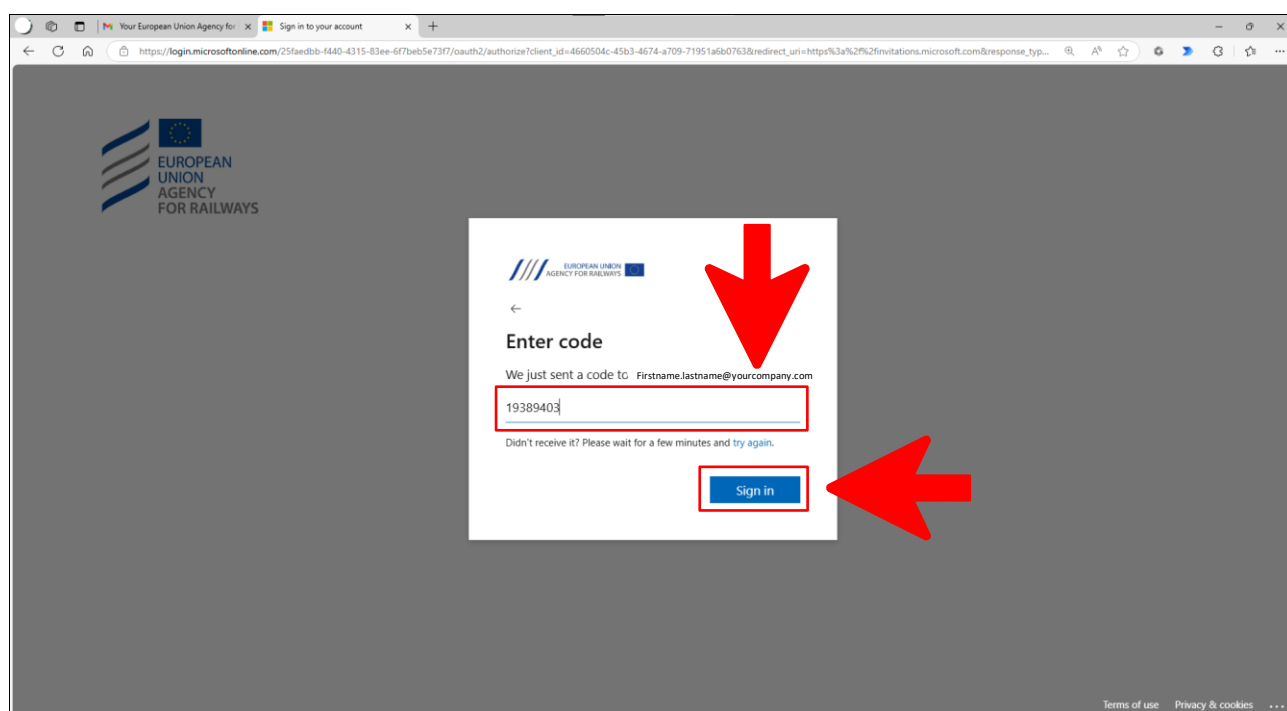 Your European Union Agency for
Sign in to your account
https://login.microsoftonline.com/25faedbb-f440-4315-83ee-6f7beb5e73f7/oauth2/authorize?client_id=4660504c-45b3-4674-a709-71951a6b0763&redirect_uri=https%3a%2f%2finvitations.microsoft.com&response_typ...
EUROPEAN
UNION
AGENCY
FOR RAILWAYS
EUROPEAN UNION
AGENCY FOR RAILWAYS
Enter code
We just sent a code to Firstname.lastname@yourcompany.com
19389403
Didn't receive it? Please wait for a few minutes and try again.
Sign in
Terms of use Privacy & cookies ...